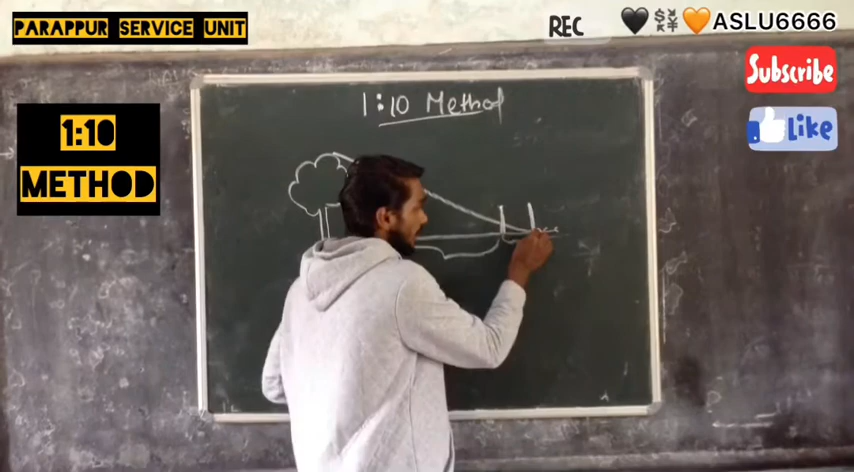 PARAPPUR SERVICE UNIT
REC
🖤💱🧡ASLU6666
Subscribe
Like
1:10
METHOD
1:10 Method